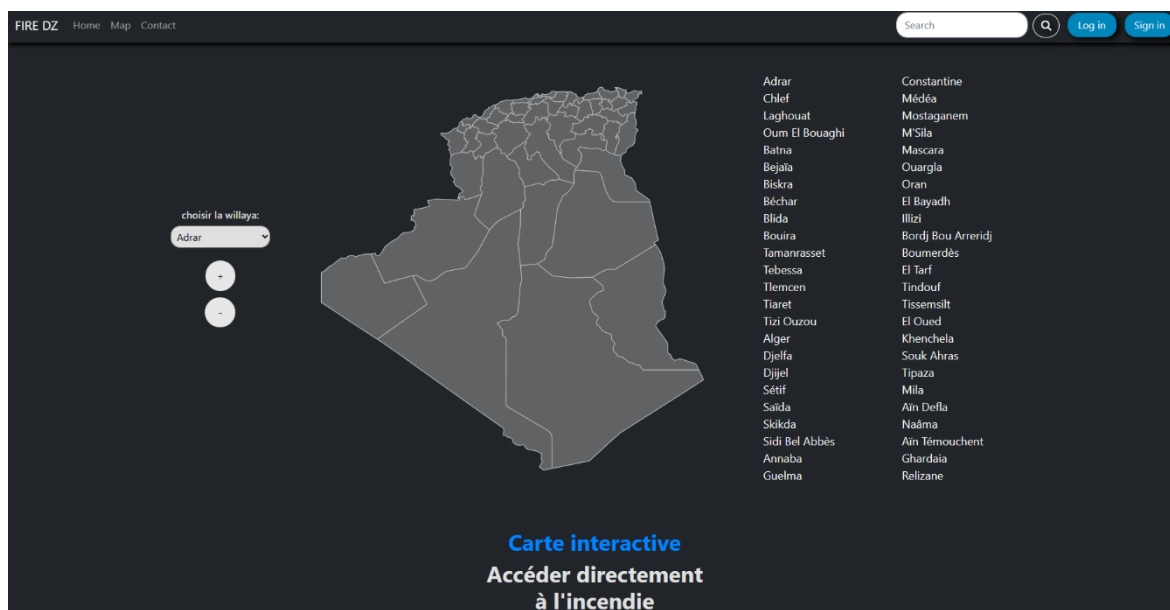 FIRE DZ Home Map Contact Search Log in Sign in
choisir la willaya:
Adrar
+
-
Adrar Constantine
Chlef Médéa
Laghouat Mostaganem
Oum El Bouaghi M'Sila
Batna Mascara
Bejaïa Ouargla
Biskra Oran
Béchar El Bayadh
Blida Illizi
Bouira Bordj Bou Arreridj
Tamanrasset Boumerdès
Tebessa El Tarf
Tlemcen Tindouf
Tiaret Tissemsilt
Tizi Ouzou El Oued
Alger Khenchela
Djelfa Souk Ahras
Djijel Tipaza
Sétif Mila
Saïda Aïn Defla
Skikda Naâma
Sidi Bel Abbès Aïn Témouchent
Annaba Ghardaia
Guelma Relizane
Carte interactive
Accéder directement
à l'incendie